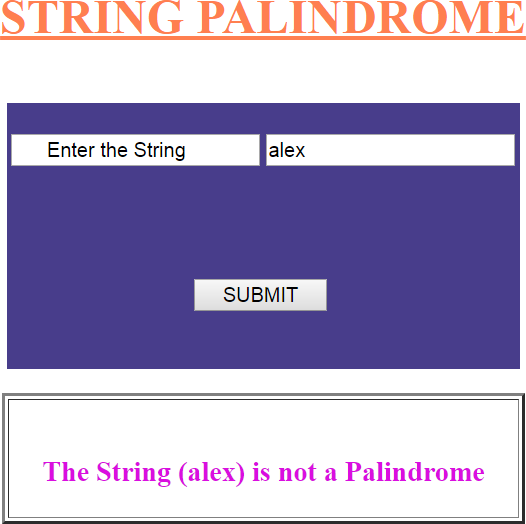 STRING PALINDROME
Enter the String alex
SUBMIT
The String (alex) is not a Palindrome